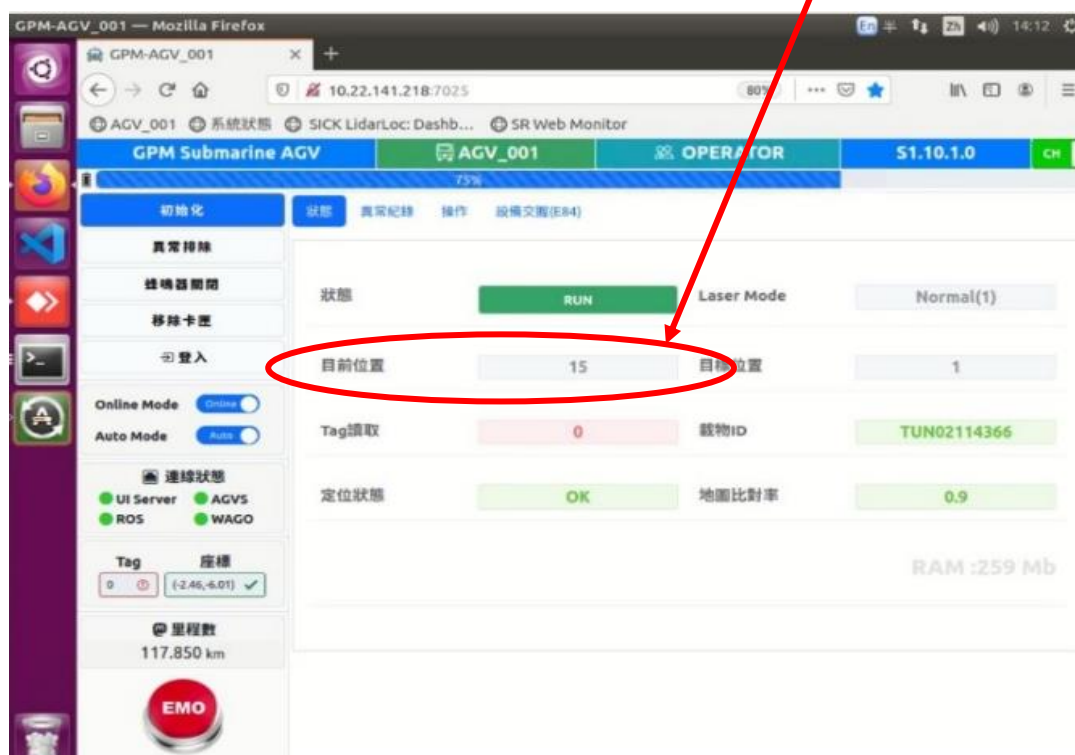 GPM-AGV_001 — Mozilla Firefox
En 半 Zh 14:12
GPM-AGV_001 × +
10.22.141.218:7025 80% ...
AGV_001 系統狀態 SICK LidarLoc: Dashb... SR Web Monitor
GPM Submarine AGV AGV_001 OPERATOR S1.10.1.0 CH
75%
初始化 狀態 異常紀錄 操作 設備交握(E84)
異常排除
蜂鳴器關閉
狀態 RUN Laser Mode Normal(1)
移除卡匣
登入
目前位置 15 目標位置 1
Online Mode Online
Auto Mode Auto
Tag讀取 0 載物ID TUN02114366
連線狀態
UI Server AGVS
ROS WAGO
定位狀態 OK 地圖比對率 0.9
Tag 座標
0 (-2.46,-6.01)
RAM :259 Mb
里程數
117.850 km
EMO